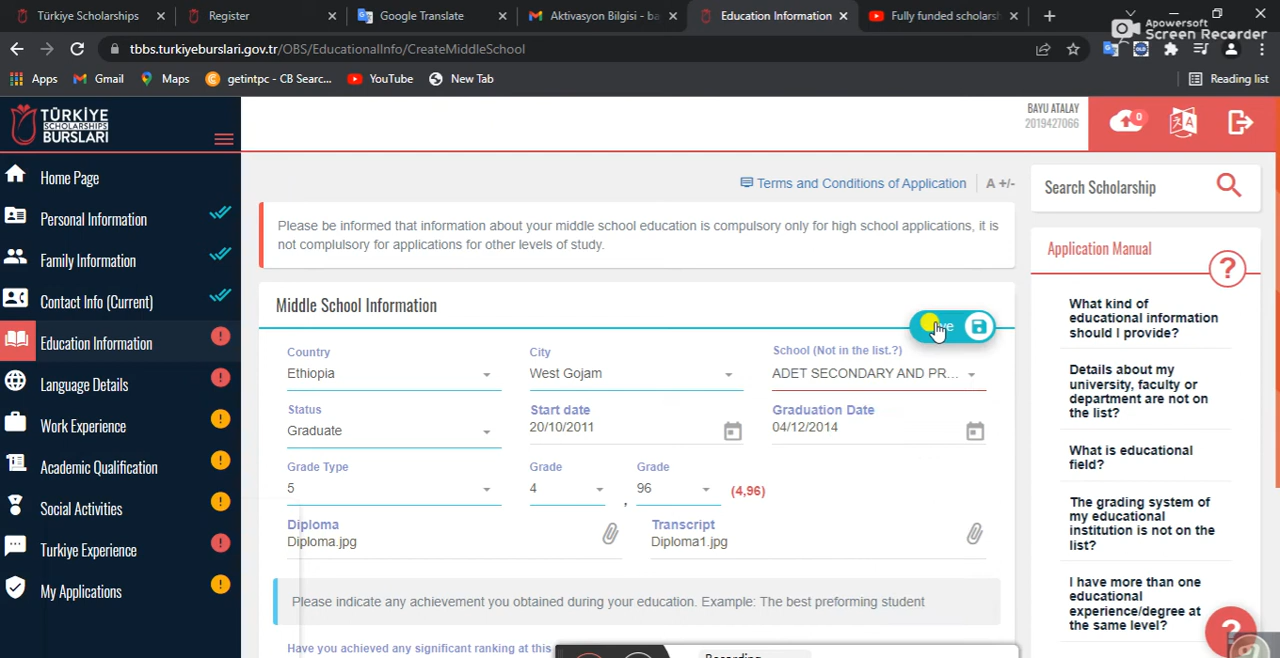 Türkiye Scholarships
Register
Google Translate
Aktivasyon Bilgisi - ba
Education Information
Fully funded scholarsh
Apowersoft
Screen Recorder
tbbs.turkiyeburslari.gov.tr/OBS/EducationalInfo/CreateMiddleSchool
Apps
Gmail
Maps
getintpc - CB Searc...
YouTube
New Tab
Reading list
TÜRKİYE
SCHOLARSHIPS
BURSLARI
BAYU ATALAY
2019427066
0
Home Page
Personal Information
Family Information
Contact Info (Current)
Education Information
Language Details
Work Experience
Academic Qualification
Social Activities
Turkiye Experience
My Applications
Terms and Conditions of Application
A +/-
Please be informed that information about your middle school education is compulsory only for high school applications, it is
not complulsory for applications for other levels of study.
Middle School Information
Country
City
School (Not in the list.?)
Ethiopia
West Gojam
ADET SECONDARY AND PR...
Status
Start date
Graduation Date
Graduate
20/10/2011
04/12/2014
Grade Type
Grade
Grade
5
4
,
96
(4,96)
Diploma
Transcript
Diploma.jpg
Diploma1.jpg
Please indicate any achievement you obtained during your education. Example: The best preforming student
Have you achieved any significant ranking at this
Recording
Search Scholarship
Application Manual
?
What kind of
educational information
should I provide?
Details about my
university, faculty or
department are not on
the list?
What is educational
field?
The grading system of
my educational
institution is not on the
list?
I have more than one
educational
experience/degree at
the same level?
?